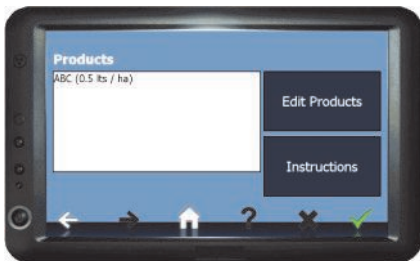 Products
ABC (0.5 lts / ha)
Edit Products
Instructions
?